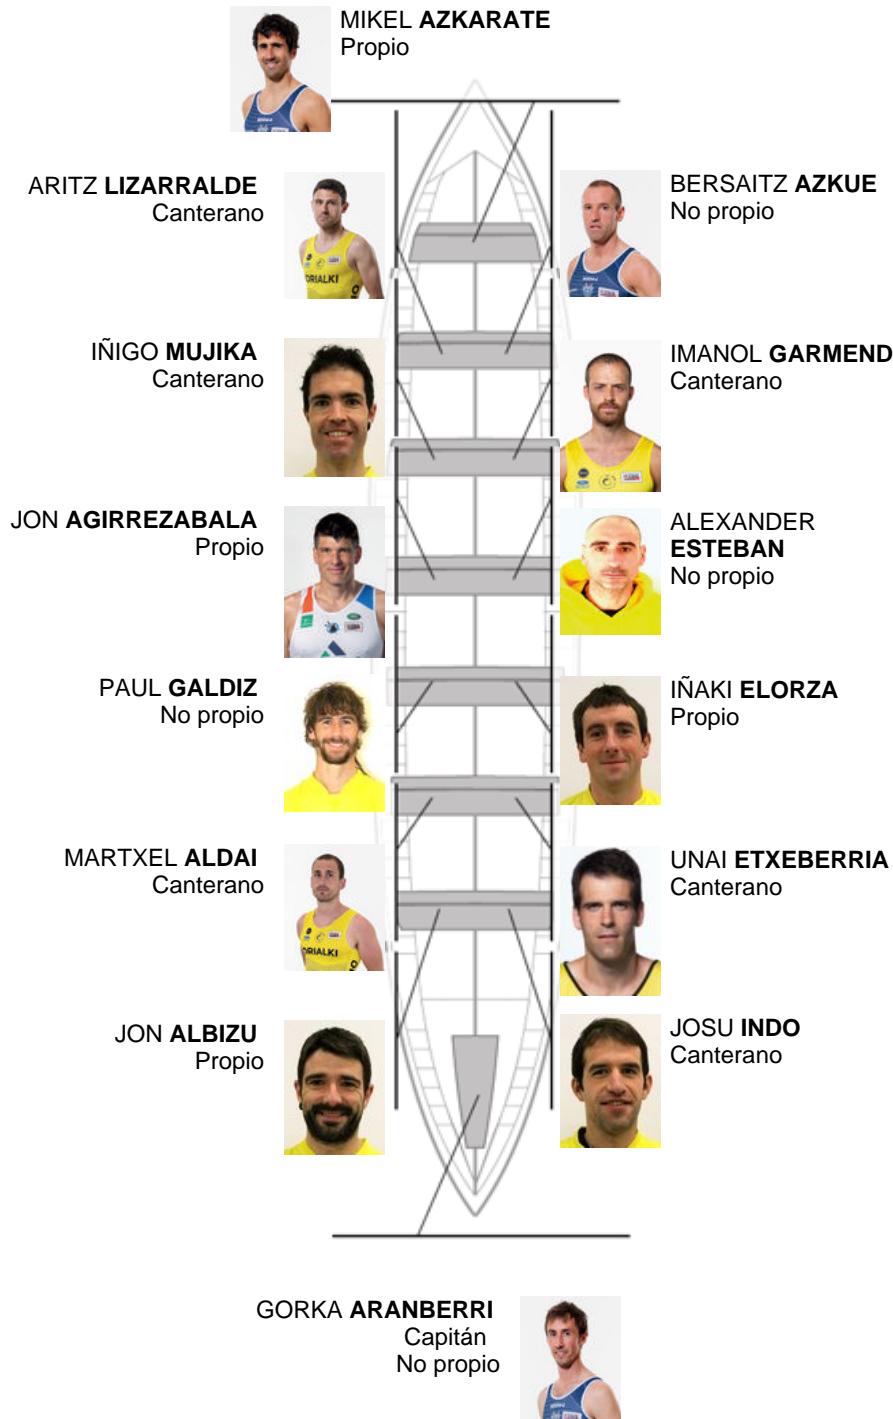 MIKEL AZKARATE
Propio
ARITZ LIZARRALDE
Canterano
BERSAITZ AZKUE
No propio
IÑIGO MUJIKA
Canterano
IMANOL GARMEND
Canterano
JON AGIRREZABALA
Propio
ALEXANDER
ESTEBAN
No propio
PAUL GALDIZ
No propio
IÑAKI ELORZA
Propio
MARTXEL ALDAI
Canterano
UNAI ETXEBERRIA
Canterano
JON ALBIZU
Propio
JOSU INDO
Canterano
GORKA ARANBERRI
Capitán
No propio
ORIALKI
ORIALKI